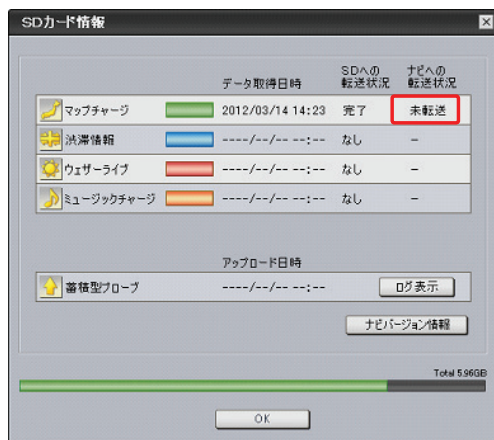 SDカード情報
データ取得日時 SDへの転送状況 ナビへの転送状況
マップチャージ 2012/03/14 14:23 完了 未転送
渋滞情報 ----/--/-- --:-- なし -
ウェザーライブ ----/--/-- --:-- なし -
ミュージックチャージ ----/--/-- --:-- なし -
アップロード日時
蓄積型プローブ ----/--/-- --:-- ログ表示
ナビバージョン情報
Total 5.96GB
OK